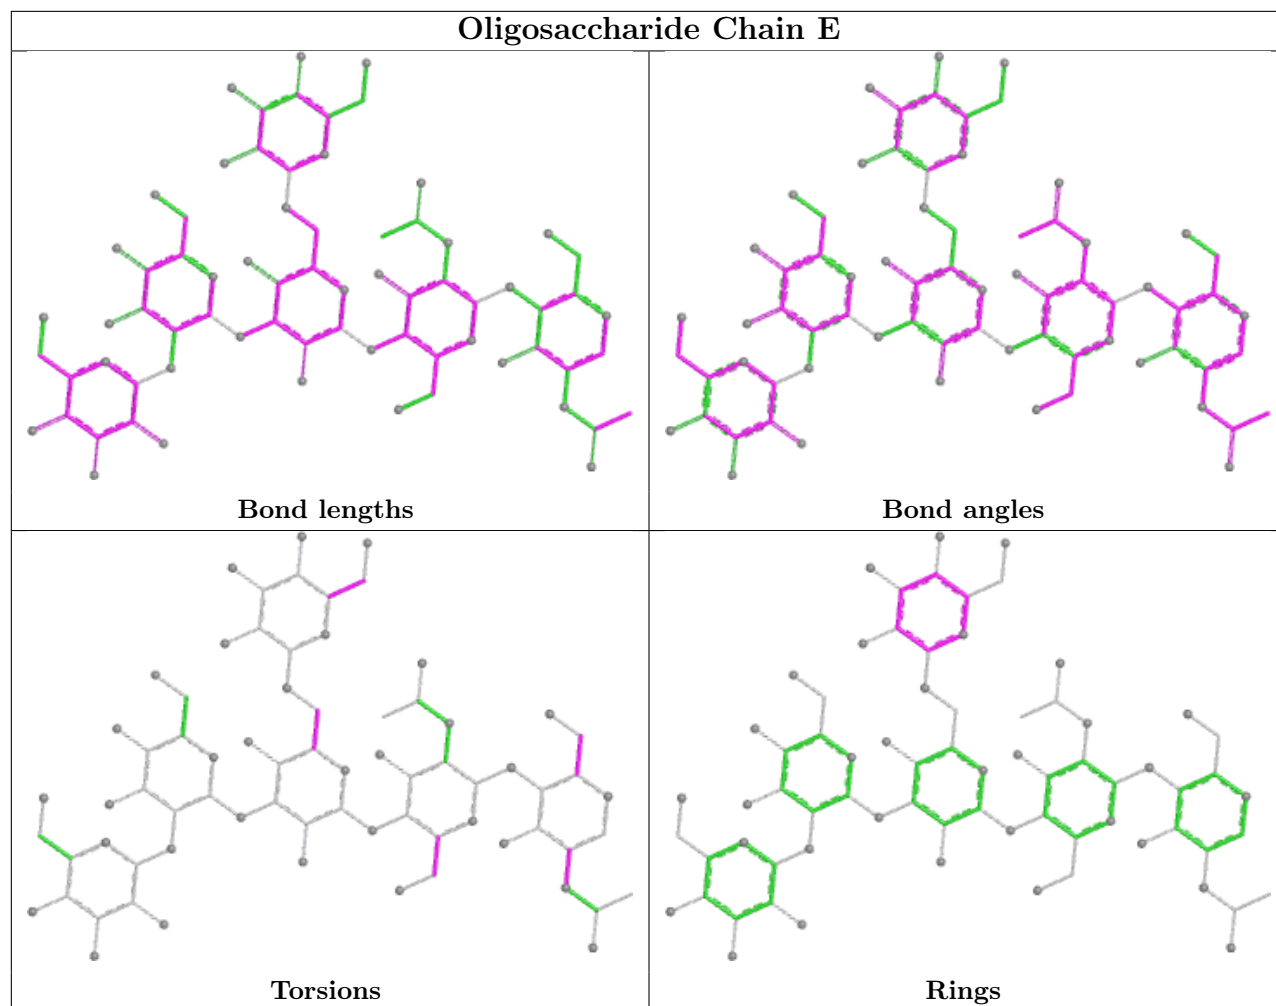 Oligosaccharide Chain E
Bond lengths
Bond angles
Torsions
Rings